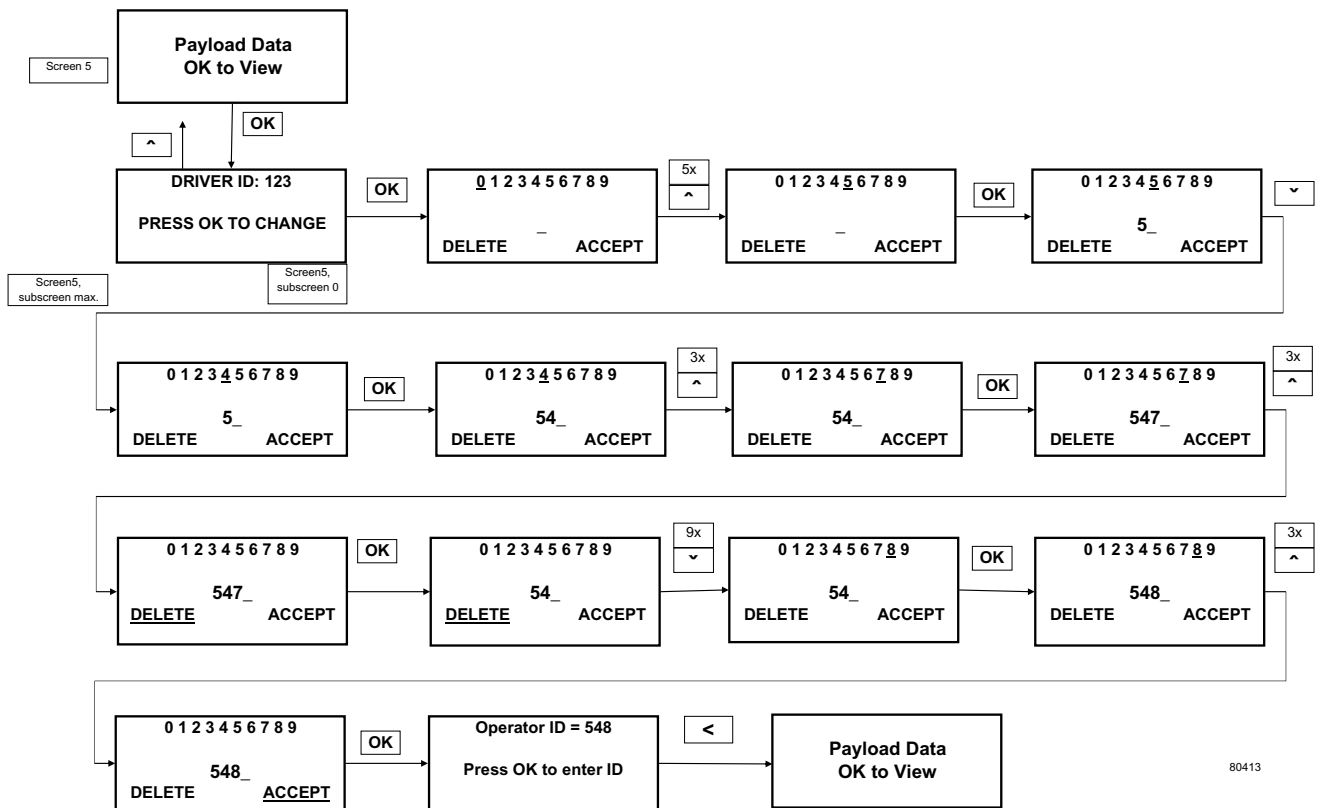 Payload Data
OK to View
Screen 5
OK
^
DRIVER ID: 123
PRESS OK TO CHANGE
Screen5,
subscreen 0
Screen5,
subscreen max.
OK
0 1 2 3 4 5 6 7 8 9
_
DELETE ACCEPT
5x
^
0 1 2 3 4 5 6 7 8 9
_
DELETE ACCEPT
OK
0 1 2 3 4 5 6 7 8 9
5_
DELETE ACCEPT
ˇ
0 1 2 3 4 5 6 7 8 9
5_
DELETE ACCEPT
OK
0 1 2 3 4 5 6 7 8 9
54_
DELETE ACCEPT
3x
^
0 1 2 3 4 5 6 7 8 9
54_
DELETE ACCEPT
OK
0 1 2 3 4 5 6 7 8 9
547_
DELETE ACCEPT
3x
^
0 1 2 3 4 5 6 7 8 9
547_
DELETE ACCEPT
OK
0 1 2 3 4 5 6 7 8 9
54_
DELETE ACCEPT
9x
ˇ
0 1 2 3 4 5 6 7 8 9
54_
DELETE ACCEPT
OK
0 1 2 3 4 5 6 7 8 9
548_
DELETE ACCEPT
3x
^
0 1 2 3 4 5 6 7 8 9
548_
DELETE ACCEPT
OK
Operator ID = 548
Press OK to enter ID
<
Payload Data
OK to View
80413